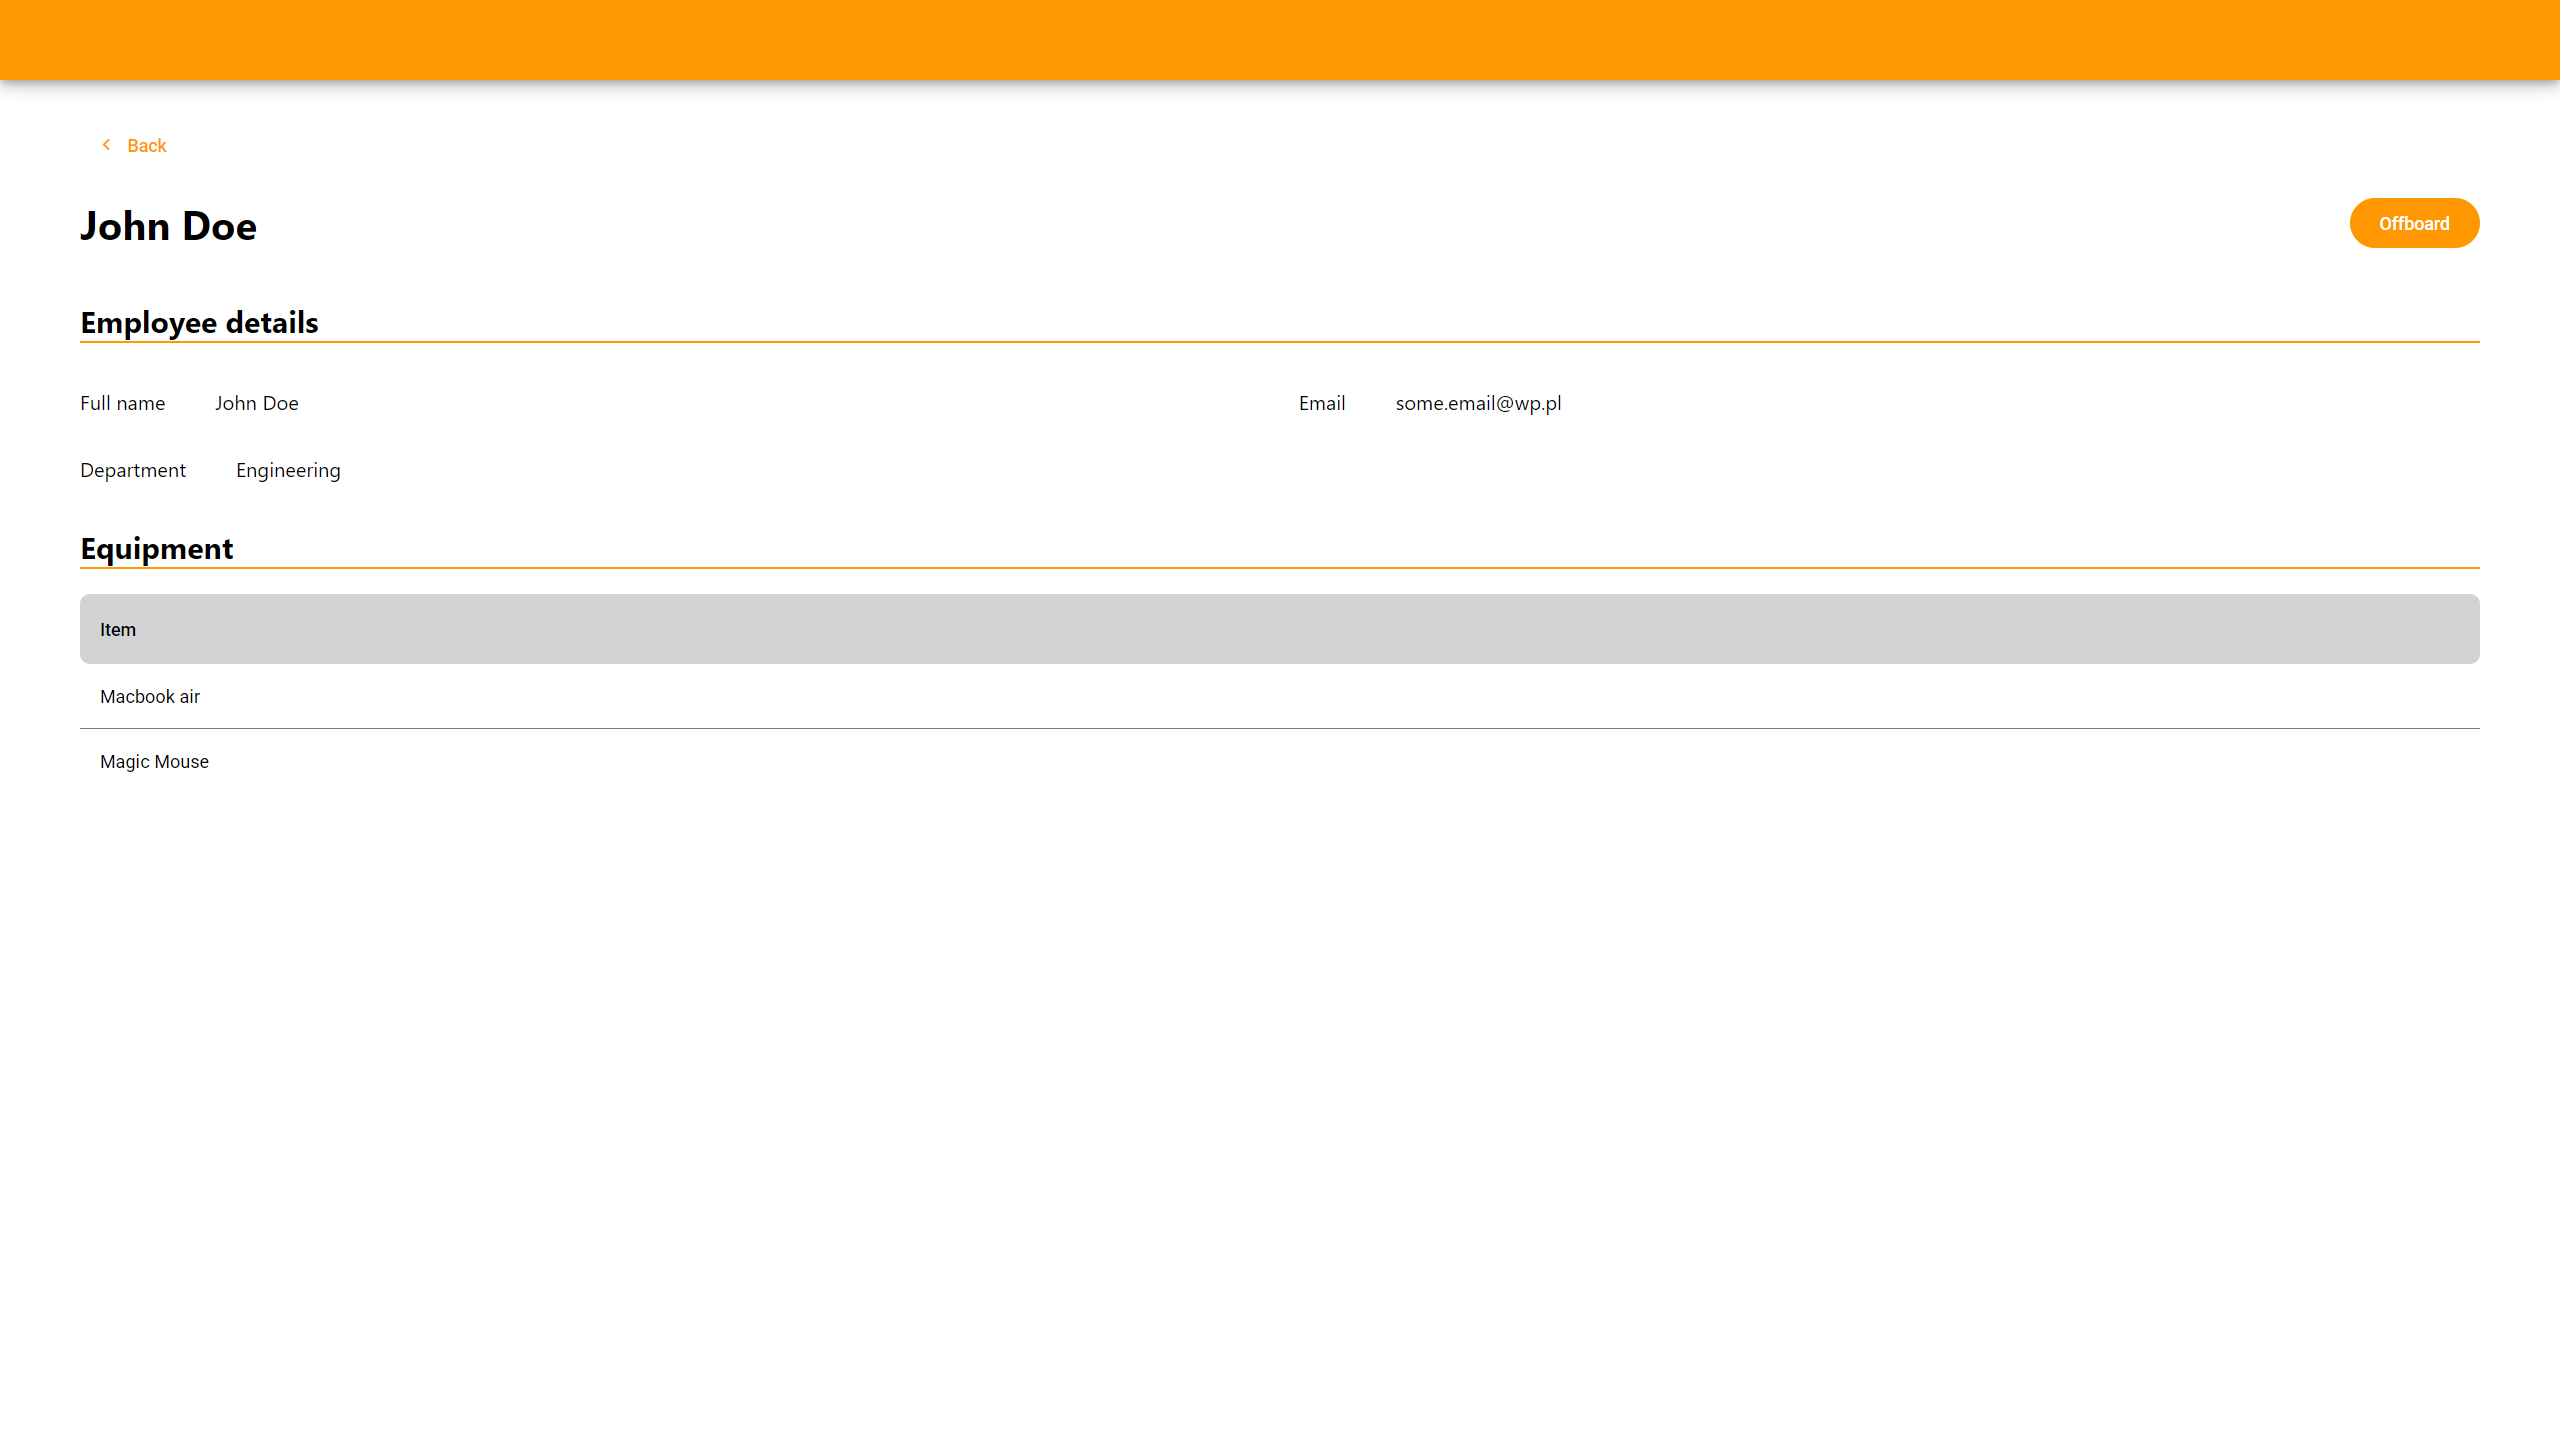 Back
John Doe
Offboard
Employee details
Full name John Doe
Email some.email@wp.pl
Department Engineering
Equipment
Item
Macbook air
Magic Mouse